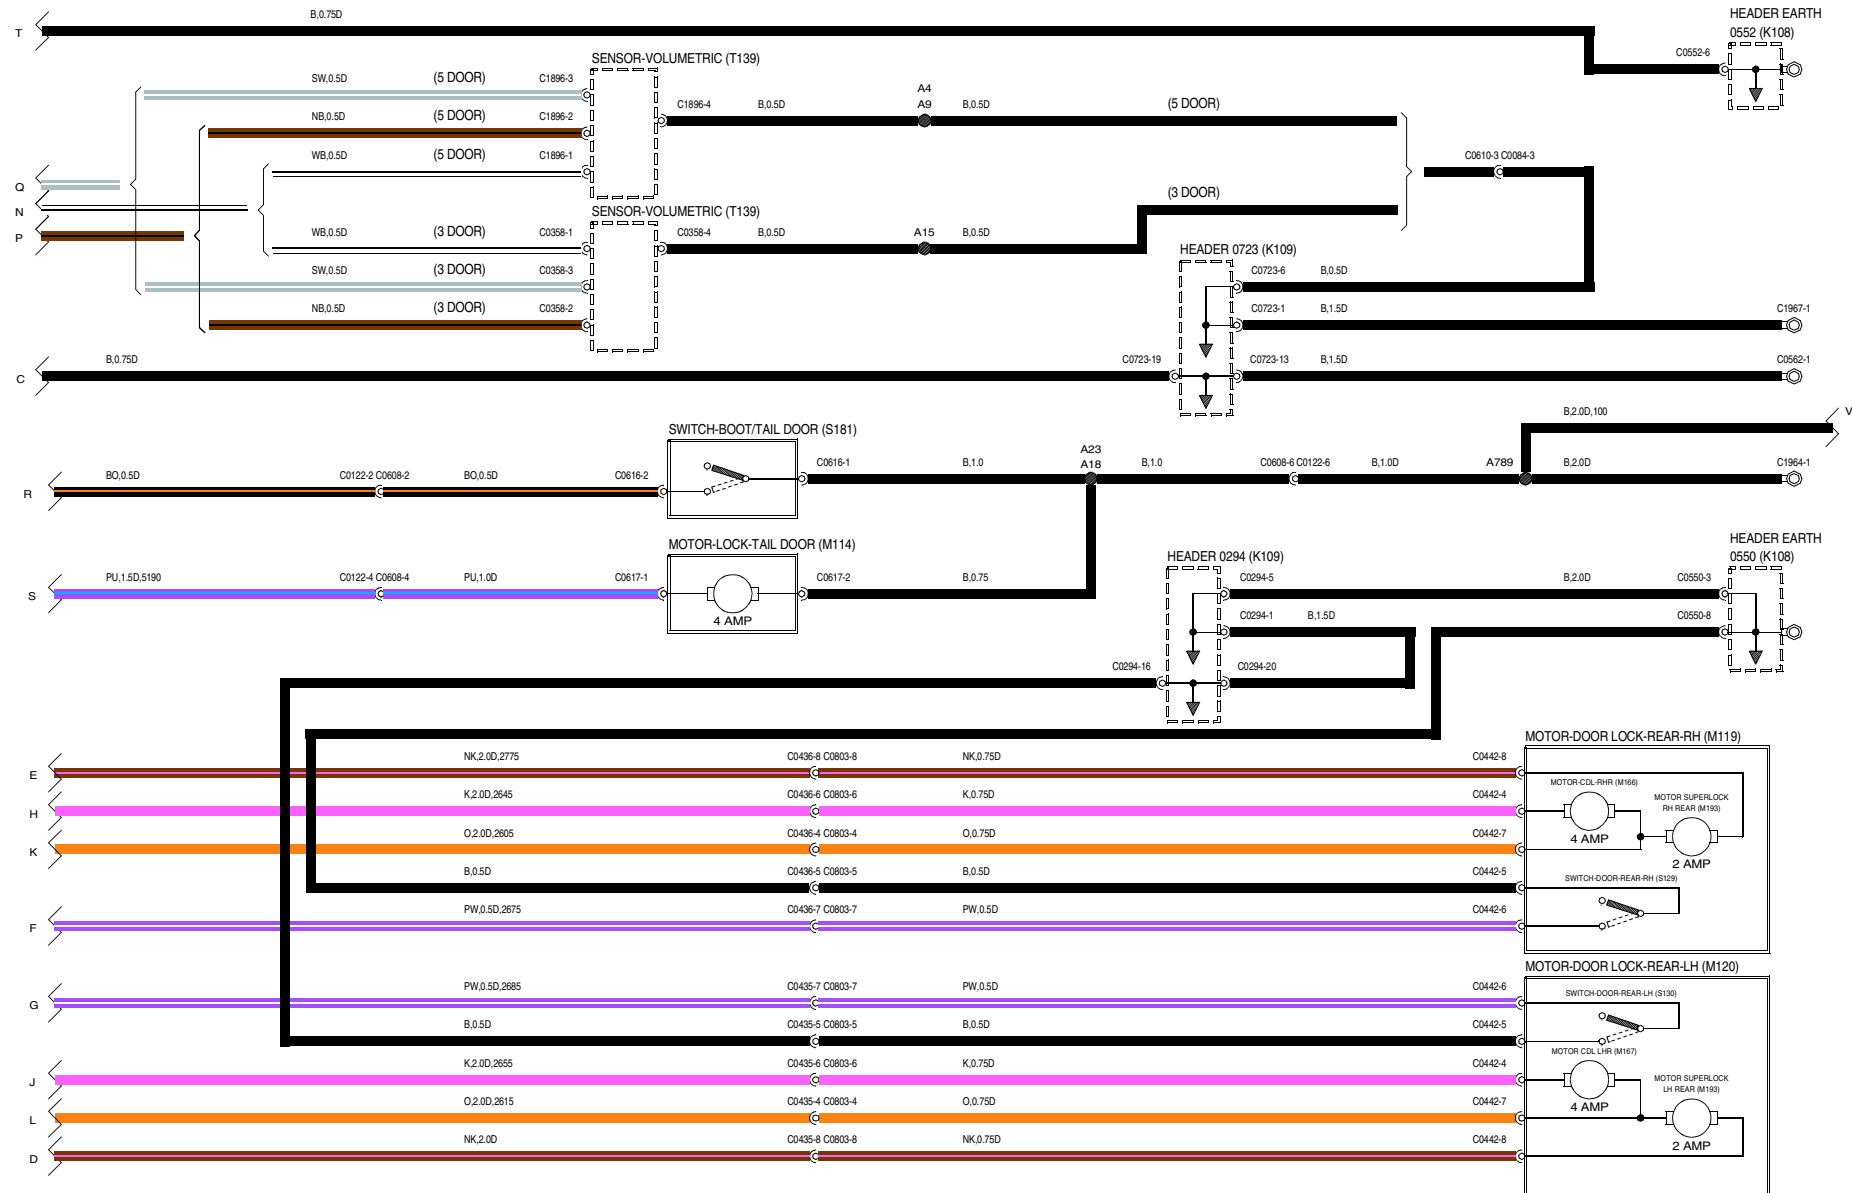 B,0.75D
HEADER EARTH
0552 (K108)
T
C0552-6
SENSOR-VOLUMETRIC (T139)
SW,0.5D (5 DOOR) C1896-3
A4
C1896-4 B,0.5D A9 B,0.5D (5 DOOR)
NB,0.5D (5 DOOR) C1896-2
WB,0.5D (5 DOOR) C1896-1
C0610-3 C0084-3
Q
N
(3 DOOR)
SENSOR-VOLUMETRIC (T139)
P
WB,0.5D (3 DOOR) C0358-1
C0358-4 B,0.5D A15 B,0.5D
HEADER 0723 (K109)
SW,0.5D (3 DOOR) C0358-3
C0723-6 B,0.5D
NB,0.5D (3 DOOR) C0358-2
C0723-1 B,1.5D C1967-1
B,0.75D C0723-19 C0723-13 B,1.5D C0562-1
C
B,2.0D,100 V
SWITCH-BOOT/TAIL DOOR (S181)
A23
C0616-1 B,1.0 A18 B,1.0 C0608-6 C0122-6 B,1.0D A789 B,2.0D C1964-1
BO,0.5D C0122-2 C0608-2 BO,0.5D C0616-2
R
MOTOR-LOCK-TAIL DOOR (M114)
HEADER EARTH
0550 (K108)
HEADER 0294 (K109)
PU,1.5D,5190 C0122-4 C0608-4 PU,1.0D C0617-1 C0617-2 B,0.75 C0294-5 B,2.0D C0550-3
S
4 AMP
C0294-1 B,1.5D C0550-8
C0294-16 C0294-20
MOTOR-DOOR LOCK-REAR-RH (M119)
NK,2.0D,2775 C0436-8 C0803-8 NK,0.75D C0442-8
E
MOTOR-CDL-RHR (M166)
K,2.0D,2645 C0436-6 C0803-6 K,0.75D C0442-4
MOTOR SUPERLOCK
RH REAR (M193)
H
O,2.0D,2605 C0436-4 C0803-4 O,0.75D C0442-7
4 AMP
K
2 AMP
B,0.5D C0436-5 C0803-5 B,0.5D C0442-5
SWITCH-DOOR-REAR-RH (S129)
PW,0.5D,2675 C0436-7 C0803-7 PW,0.5D C0442-6
F
MOTOR-DOOR LOCK-REAR-LH (M120)
PW,0.5D,2685 C0435-7 C0803-7 PW,0.5D C0442-6
SWITCH-DOOR-REAR-LH (S130)
G
B,0.5D C0435-5 C0803-5 B,0.5D C0442-5
MOTOR CDL LHR (M167)
K,2.0D,2655 C0435-6 C0803-6 K,0.75D C0442-4
J
MOTOR SUPERLOCK
LH REAR (M193)
O,2.0D,2615 C0435-4 C0803-4 O,0.75D C0442-7
4 AMP
L
NK,2.0D C0435-8 C0803-8 NK,0.75D C0442-8
2 AMP
D